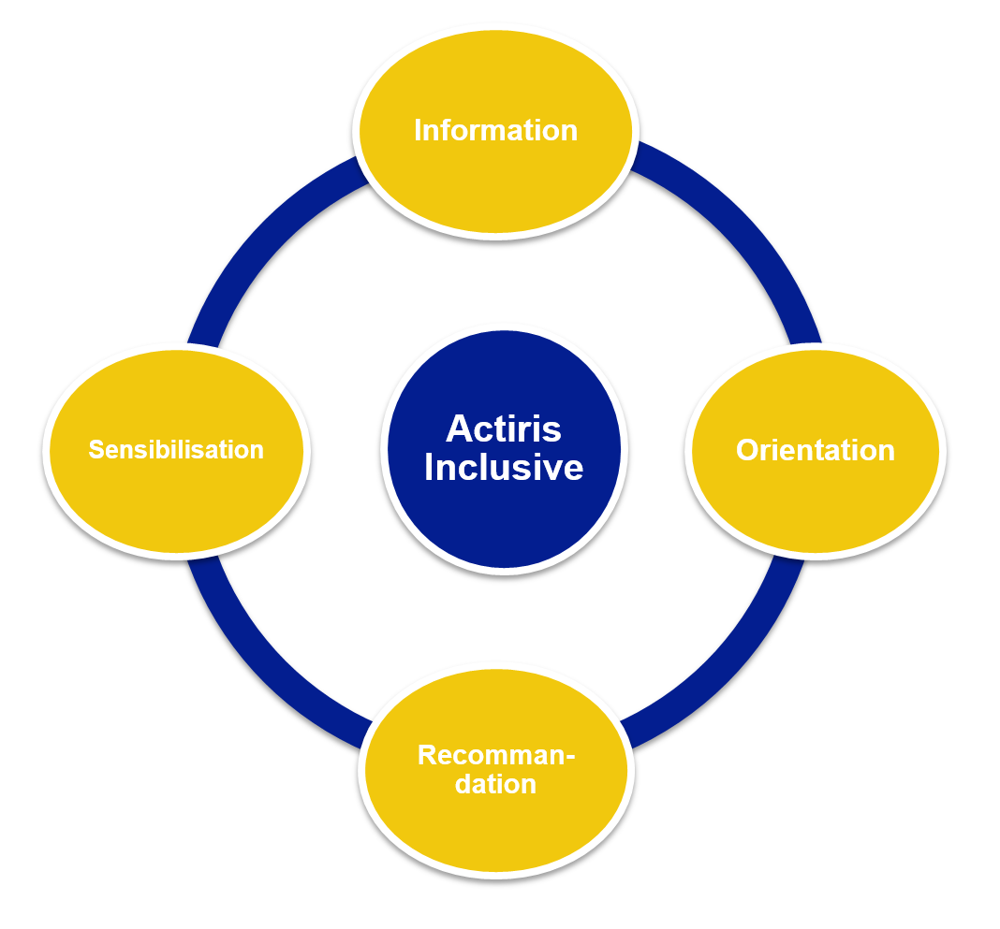 Information
Sensibilisation
Actiris
Inclusive
Orientation
Recomman-
dation